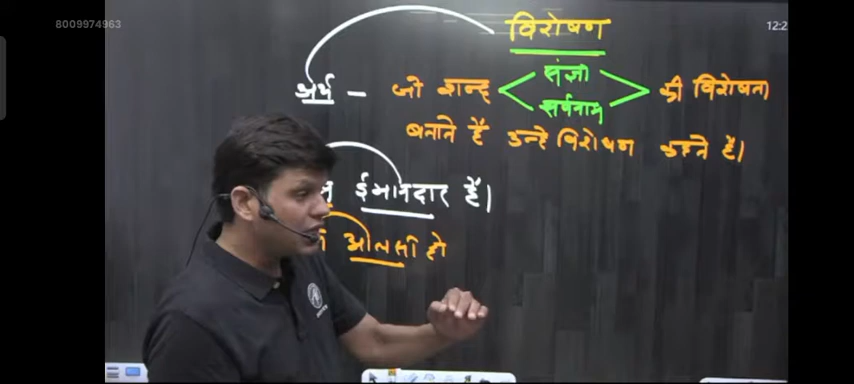 8009974963
12:2
विशेषण
अर्थ – जो शब्द संज्ञा सर्वनाम की विशेषता
बताते हैं उन्हे विशेषण कहते हैं।
ईमानदार है।
आलसी हो